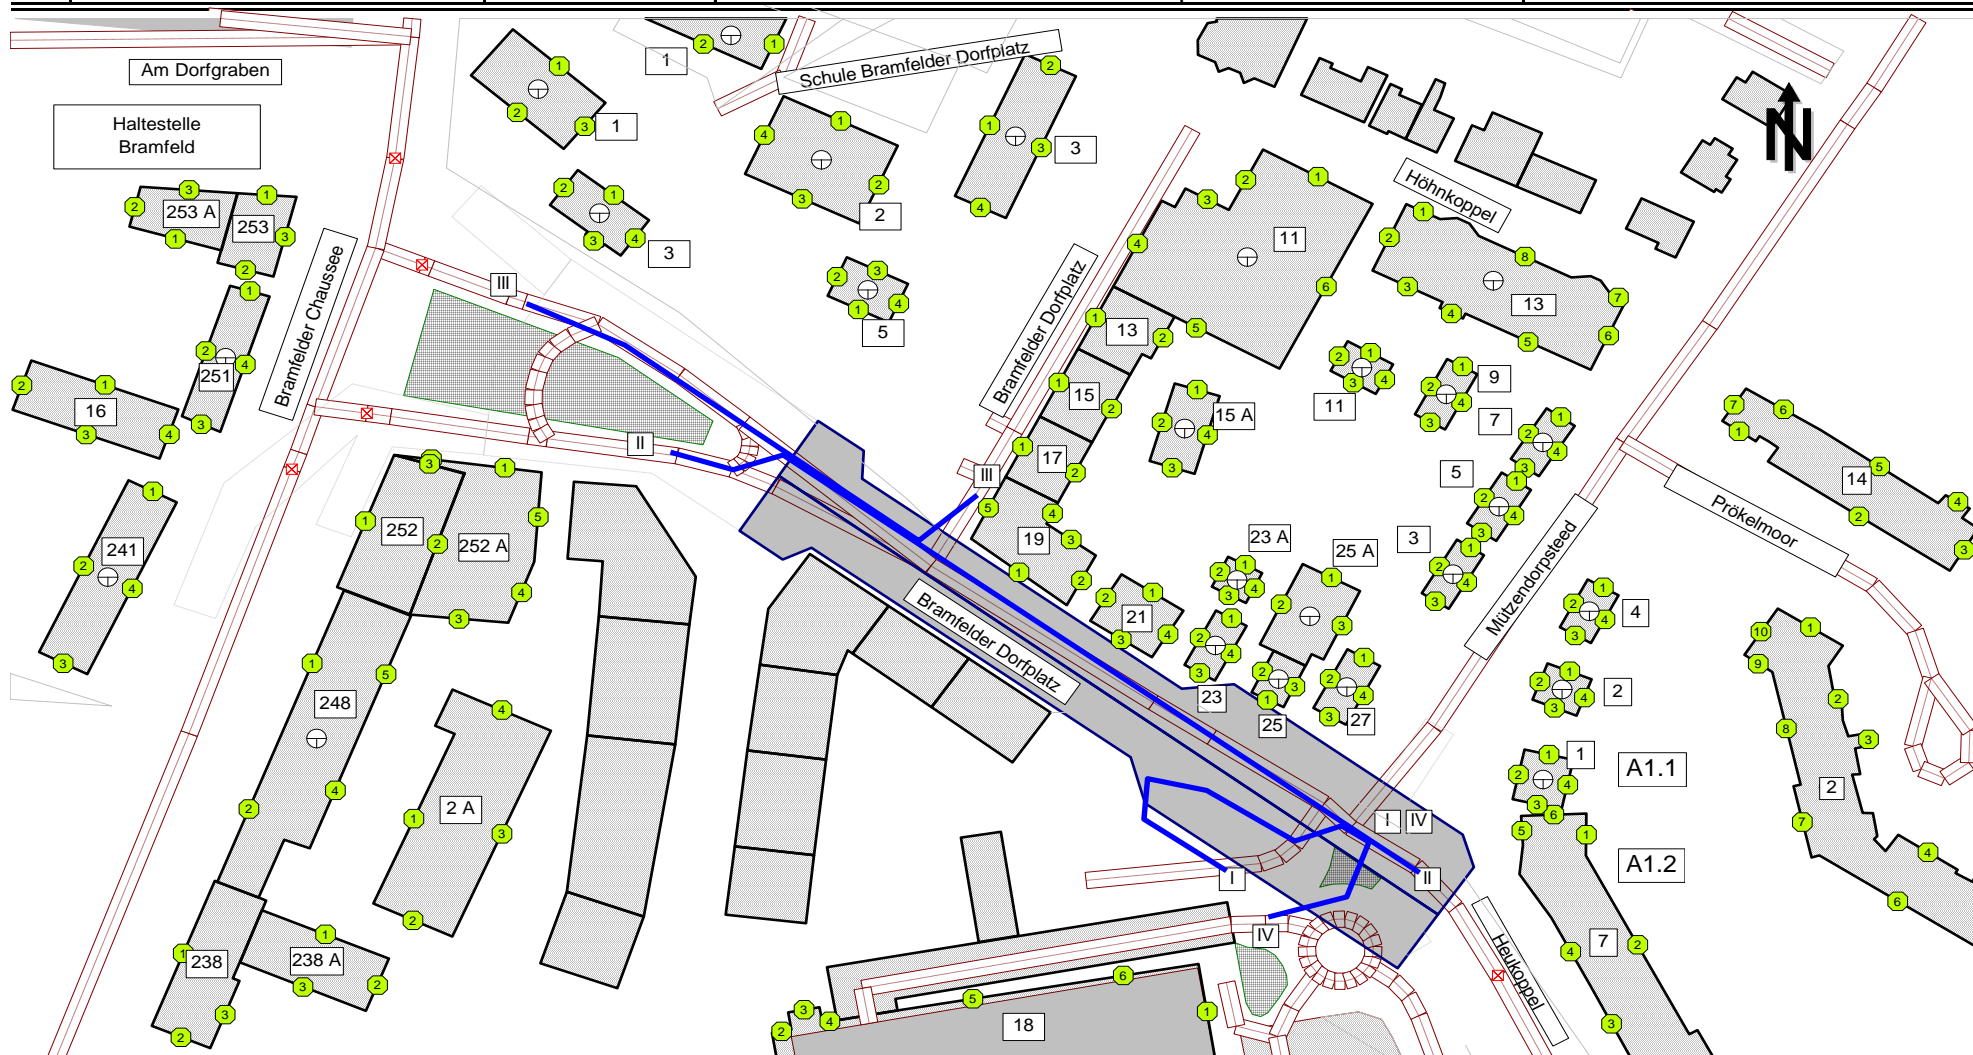 Am Dorfgraben
Haltestelle
Bramfeld
Schule Bramfelder Dorfplatz
Höhnkoppel
N
Bramfelder Chaussee
Bramfelder Dorfplatz
Bramfelder Dorfplatz
Mützendorpsteed
Prökelmoor
Heukoppel
A1.1
A1.2
1
1
2
3
3
5
253 A
253
251
16
241
252
252 A
248
2 A
238
238 A
11
13
13
15
15 A
17
19
21
23 A
25 A
23
25
27
11
9
7
5
3
4
2
1
14
2
7
18
III
II
III
I
IV
I
II
IV